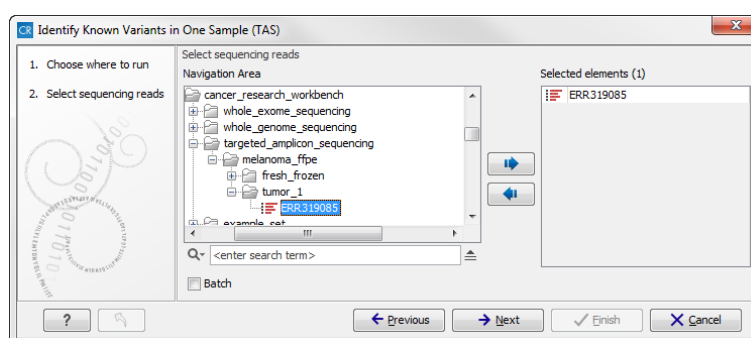 CR Identify Known Variants in One Sample (TAS)
1. Choose where to run
2. Select sequencing reads
Select sequencing reads
Navigation Area
cancer_research_workbench
whole_exome_sequencing
whole_genome_sequencing
targeted_amplicon_sequencing
melanoma_ffpe
fresh_frozen
tumor_1
ERR319085
example_set
<enter search term>
Batch
Selected elements (1)
ERR319085
? Previous Next Finish Cancel